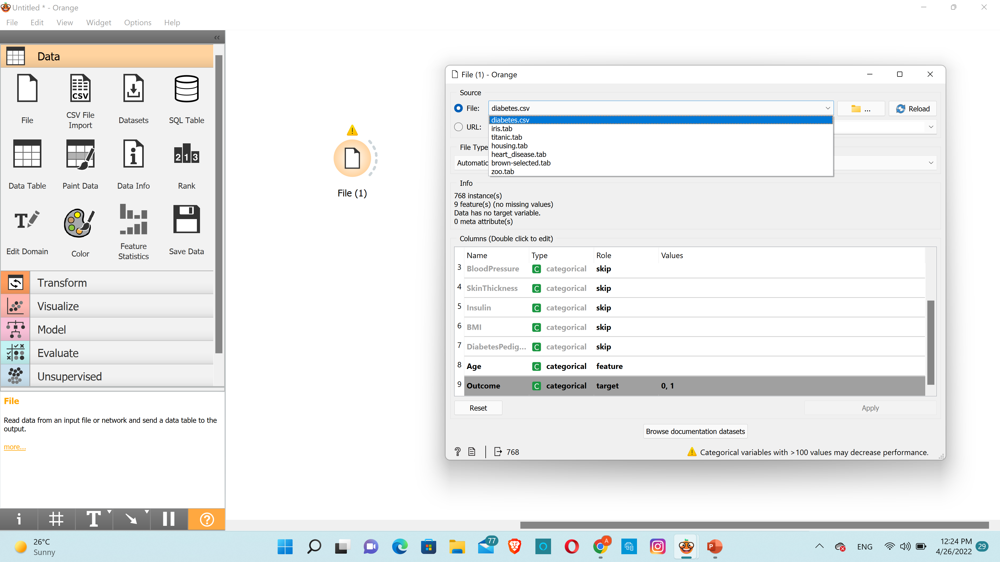 Untitled * - Orange
File Edit View Widget Options Help
Data
File
CSV
CSV File
Import
Datasets
SQL Table
Data Table
Paint Data
Data Info
2 1 3
Rank
T
Edit Domain
Color
Feature
Statistics
Save Data
Transform
Visualize
Model
Evaluate
Unsupervised
File
Read data from an input file or network and send a data table to the
output.
more...
File (1)
File (1) - Orange
Source
File: diabetes.csv ... Reload
URL:
diabetes.csv
iris.tab
titanic.tab
housing.tab
heart_disease.tab
brown-selected.tab
zoo.tab
File Type
Automatic
Info
768 instance(s)
9 feature(s) (no missing values)
Data has no target variable.
0 meta attribute(s)
Columns (Double click to edit)
Name Type Role Values
3 BloodPressure C categorical skip
4 SkinThickness C categorical skip
5 Insulin C categorical skip
6 BMI C categorical skip
7 DiabetesPedig... C categorical skip
8 Age C categorical feature
9 Outcome C categorical target 0, 1
Reset
Apply
Browse documentation datasets
? 768
Categorical variables with >100 values may decrease performance.
i # T ?
26°C
Sunny
77
A
P
ENG
12:24 PM
4/26/2022
29